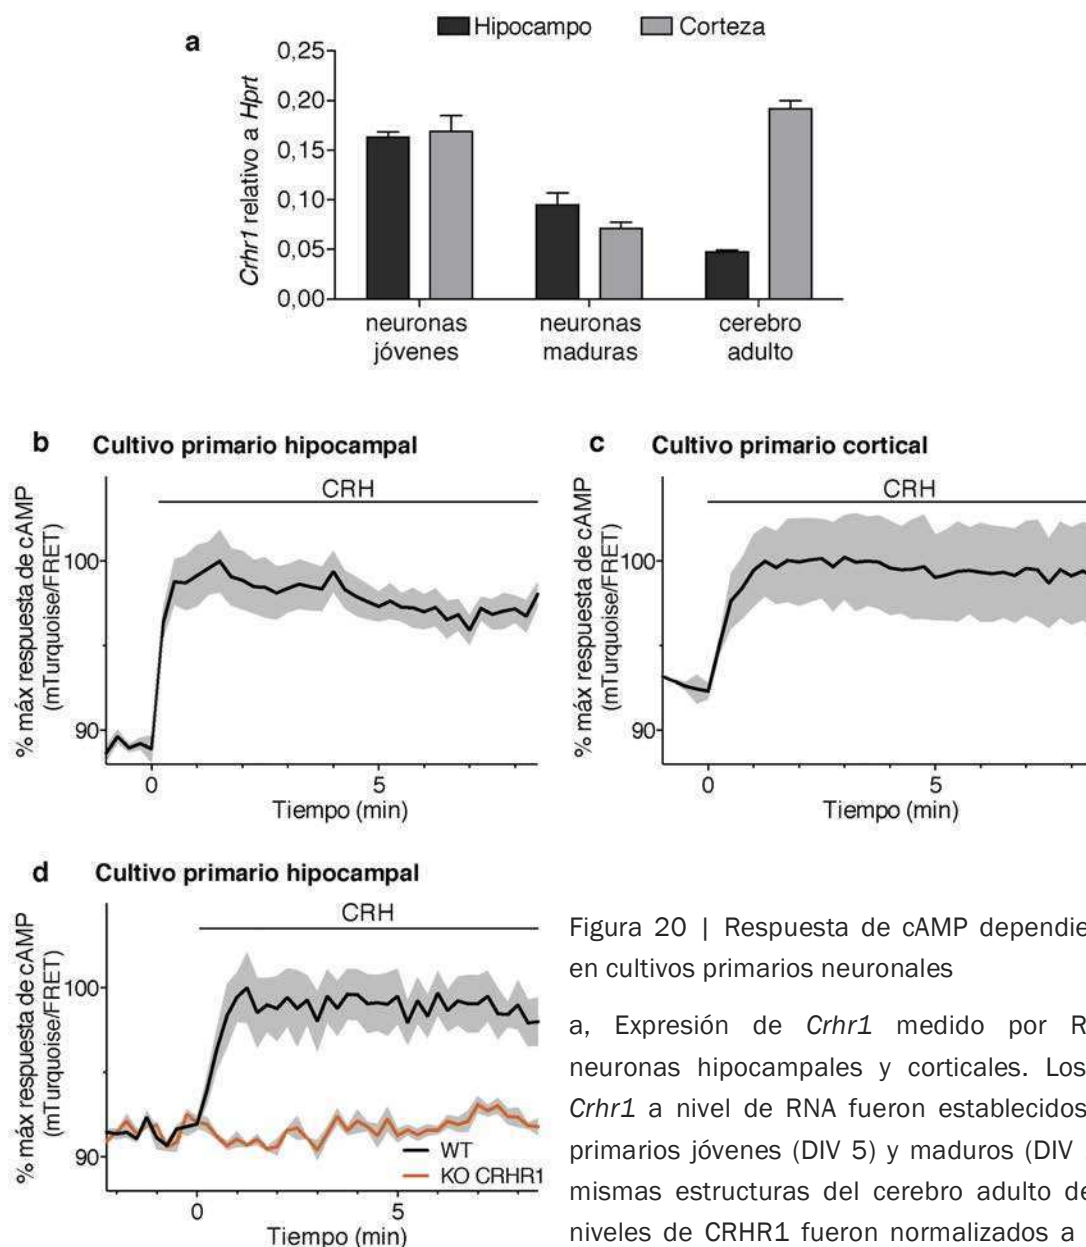 Hipocampo Corteza
a
Crhr1 relativo a Hprt
0,25
0,20
0,15
0,10
0,05
0,00
neuronas jóvenes
neuronas maduras
cerebro adulto
b Cultivo primario hipocampal
CRH
% máx respuesta de cAMP
(mTurquoise/FRET)
100
90
0 5
Tiempo (min)
c Cultivo primario cortical
CRH
% máx respuesta de cAMP
(mTurquoise/FRET)
100
90
0 5
Tiempo (min)
d Cultivo primario hipocampal
CRH
% máx respuesta de cAMP
(mTurquoise/FRET)
100
90
WT
KO CRHR1
0 5
Tiempo (min)
Figura 20 | Respuesta de cAMP dependie
en cultivos primarios neuronales
a, Expresión de Crhr1 medido por R
neuronas hipocampales y corticales. Los
Crhr1 a nivel de RNA fueron establecidos
primarios jóvenes (DIV 5) y maduros (DIV
mismas estructuras del cerebro adulto de
niveles de CRHR1 fueron normalizados a